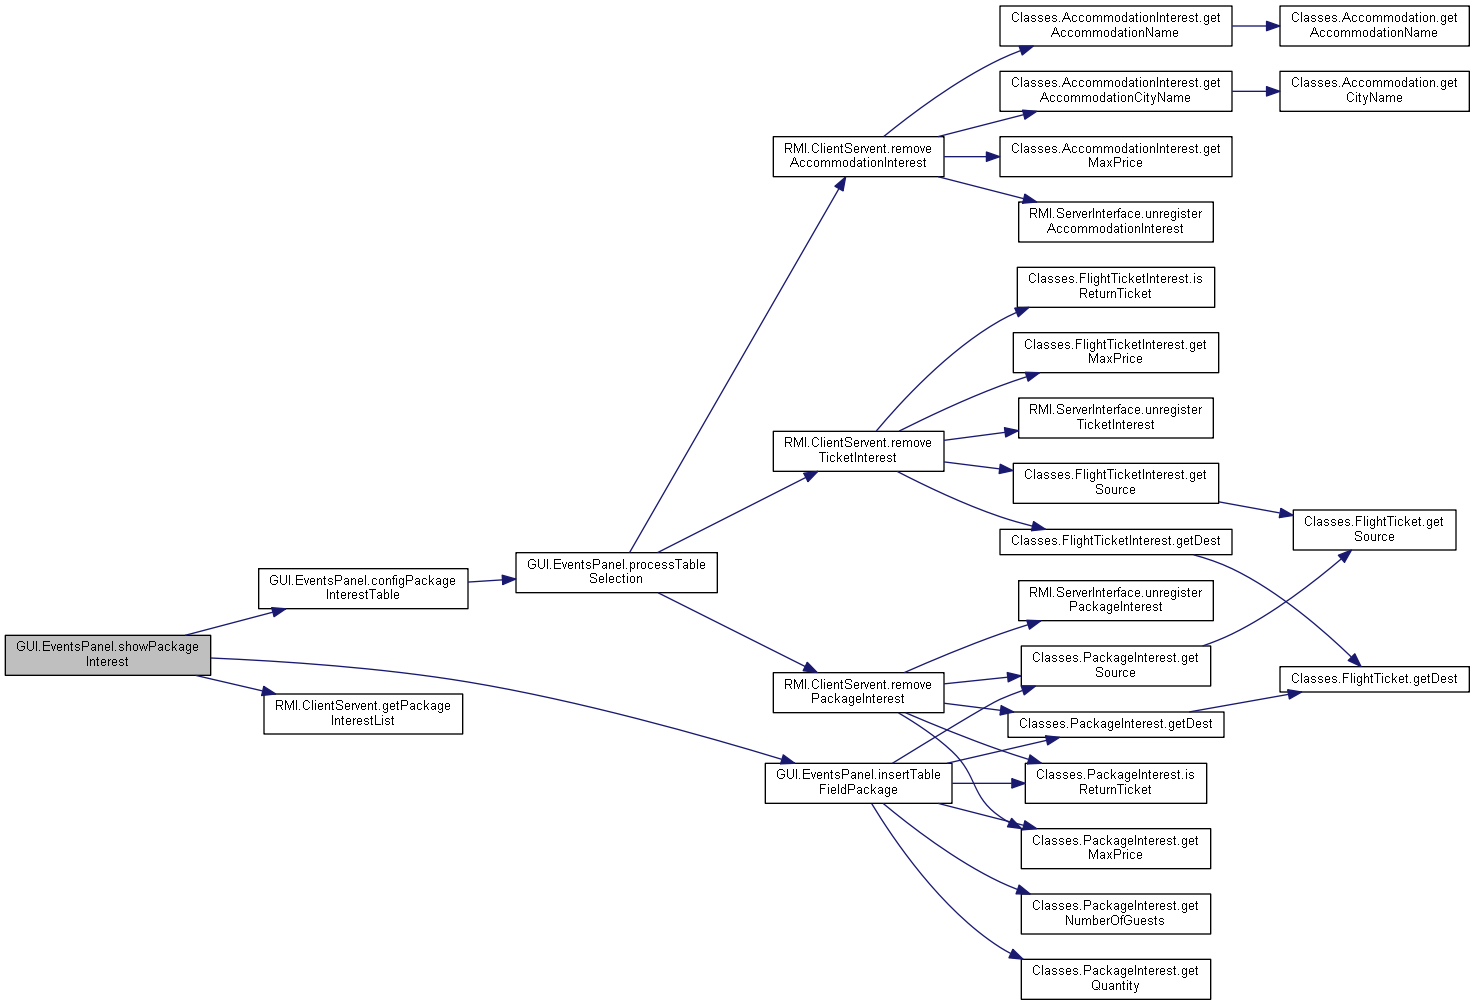 Classes.AccommodationInterest.get
AccommodationName
Classes.Accommodation.get
AccommodationName
Classes.AccommodationInterest.get
AccommodationCityName
Classes.Accommodation.get
CityName
RMI.ClientServent.remove
AccommodationInterest
Classes.AccommodationInterest.get
MaxPrice
RMI.ServerInterface.unregister
AccommodationInterest
Classes.FlightTicketInterest.is
ReturnTicket
Classes.FlightTicketInterest.get
MaxPrice
RMI.ServerInterface.unregister
TicketInterest
RMI.ClientServent.remove
TicketInterest
Classes.FlightTicketInterest.get
Source
Classes.FlightTicket.get
Source
Classes.FlightTicketInterest.getDest
GUI.EventsPanel.processTable
Selection
GUI.EventsPanel.configPackage
InterestTable
RMI.ServerInterface.unregister
PackageInterest
GUI.EventsPanel.showPackage
Interest
Classes.PackageInterest.get
Source
Classes.FlightTicket.getDest
RMI.ClientServent.remove
PackageInterest
RMI.ClientServent.getPackage
InterestList
Classes.PackageInterest.getDest
GUI.EventsPanel.insertTable
FieldPackage
Classes.PackageInterest.is
ReturnTicket
Classes.PackageInterest.get
MaxPrice
Classes.PackageInterest.get
NumberOfGuests
Classes.PackageInterest.get
Quantity